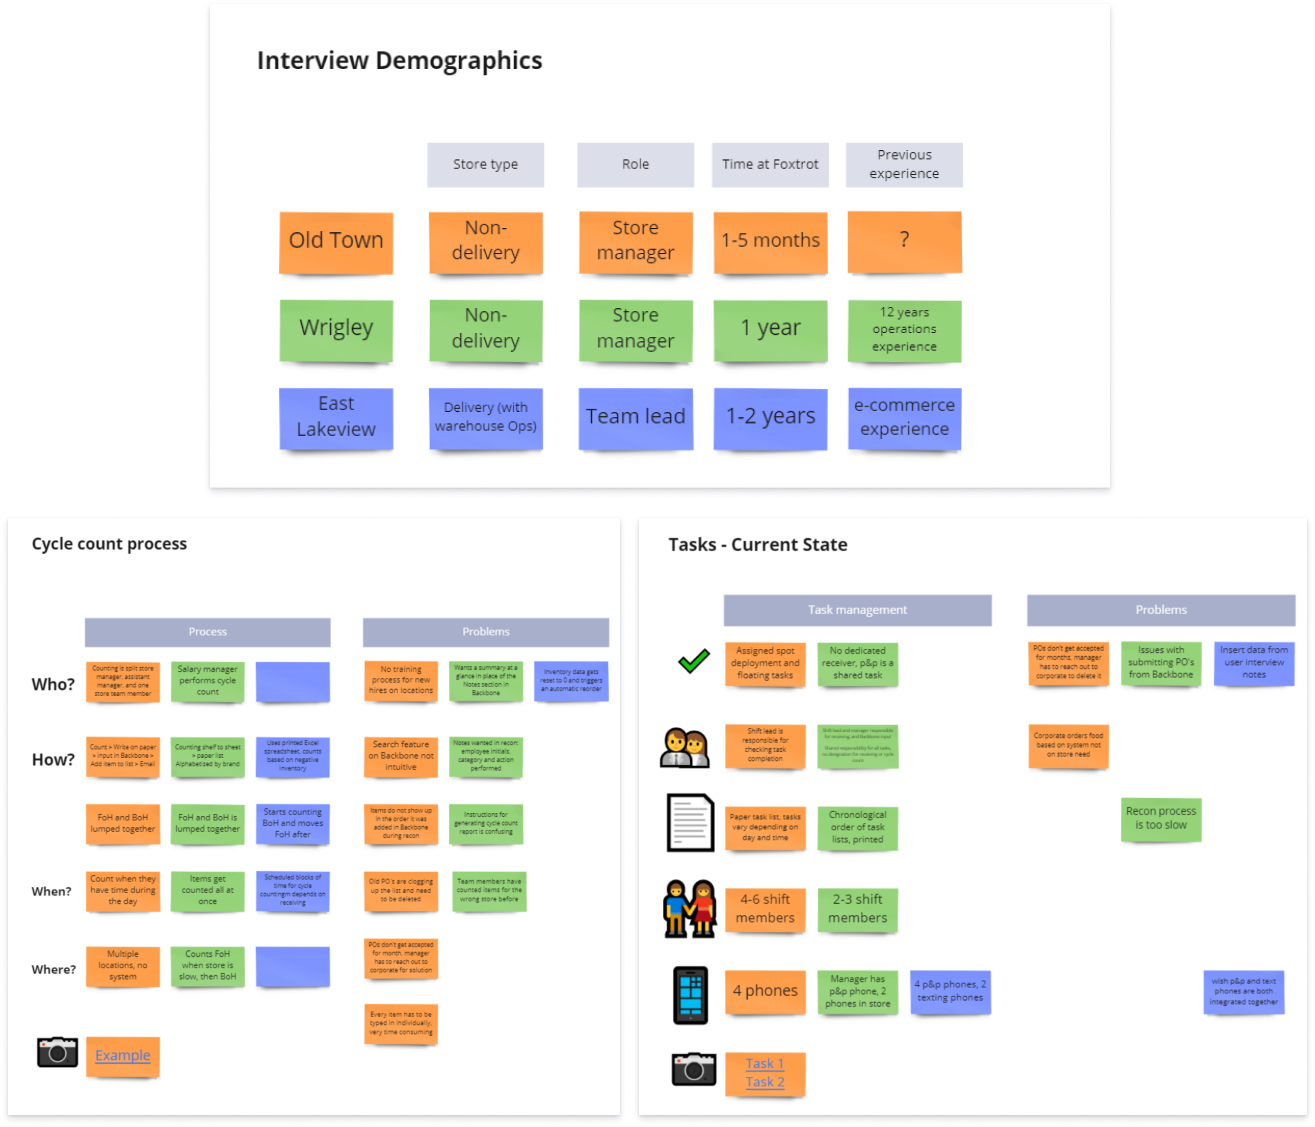 Interview Demographics
Store type
Role
Time at Foxtrot
Previous
experience
Old Town
Non-
delivery
Store
manager
1-5 months
?
Wrigley
Non-
delivery
Store
manager
1 year
12 years
operations
experience
East
Lakeview
Delivery (with
warehouse Ops)
Team lead
1-2 years
e-commerce
experience
Cycle count process
Process
Problems
Who?
Counting is split store
manager, assistant
manager, and one
store team member
Salary manager
performs cycle
count
No training
process for new
hires on locations
Wants a summary at a
glance in place of the
Notes section in
Backbone
Inventory data gets
reset to 0 and triggers
an automatic reorder
How?
Count > Write on paper
> Input in Backbone >
Add item to list > Email
Counting shelf to sheet
> paper list
Alphabetized by brand
Uses printed Excel
spreadsheet, counts
based on negative
inventory
Search feature
on Backbone not
intuitive
Notes wanted in recon:
employee initials,
category and action
performed
FoH and BoH
lumped together
FoH and BoH is
lumped together
Starts counting
BoH and moves
FoH after
Items do not show up
in the order it was
added in Backbone
during recon
Instructions for
generating cycle count
report is confusing
When?
Count when they
have time during
the day
Items get
counted all at
once
Scheduled blocks of
time for cycle
countingm depends on
receiving
Old PO's are clogging
up the list and need
to be deleted
Team members have
counted items for the
wrong store before
Where?
Multiple
locations, no
system
Counts FoH
when store is
slow, then BoH
POs don't get accepted
for month, manager
has to reach out to
corporate for solution
Every item has to be
typed in individually,
very time consuming
Example
Tasks - Current State
Task management
Problems
Assigned spot
deployment and
floating tasks
No dedicated
receiver, p&p is a
shared task
POs don't get accepted
for months, manager
has to reach out to
corporate to delete it
Issues with
submitting PO's
from Backbone
Insert data from
user interview
notes
Shift lead is
responsible for
checking task
completion
Shift lead and manager responsibly
for receiving and Backbone input
Shared responsibility for all tasks,
no designation for receiving or cycle
count
Corporate orders food
based on system not
on store need
Paper task list, tasks
vary depending on
day and time
Chronological
order of task
lists, printed
Recon process
is too slow
4-6 shift
members
2-3 shift
members
4 phones
Manager has
p&p phone, 2
phones in store
4 p&p phones, 2
texting phones
wish p&p and text
phones are both
integrated together
Task 1
Task 2